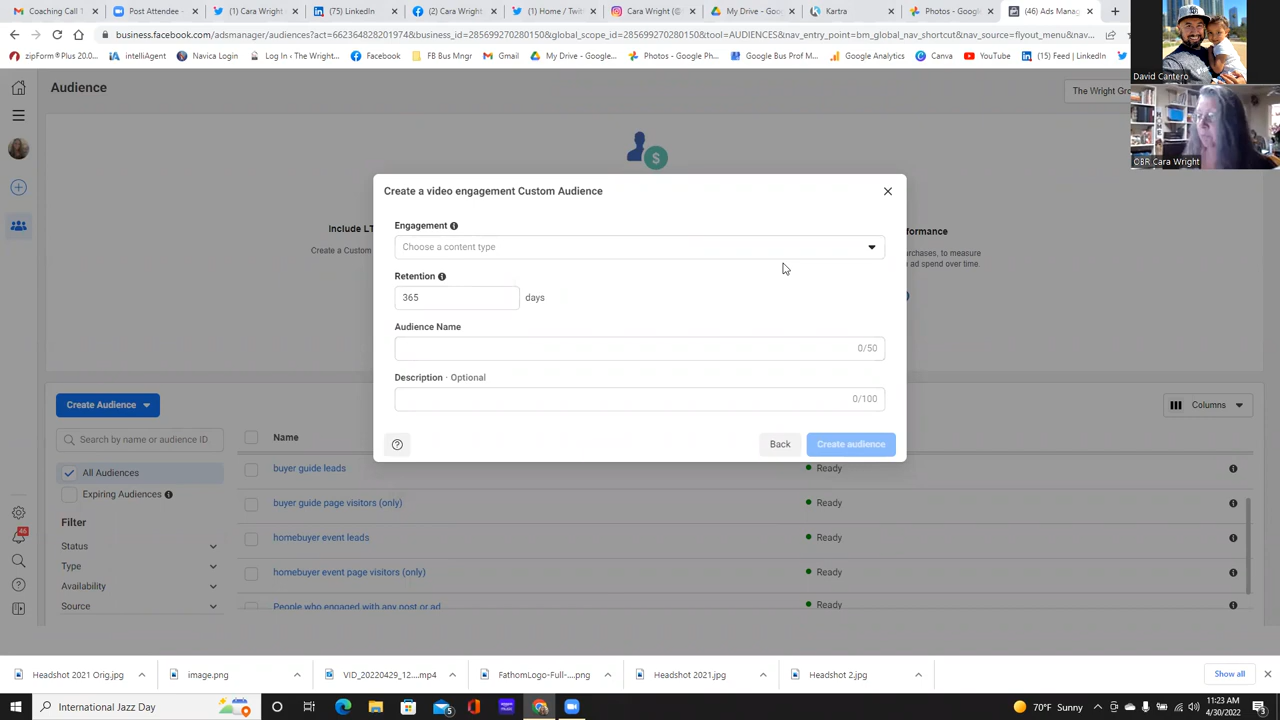 Coaching Call 1
Post Attendee -
(1) Cara Wright
(75) LinkedIn
(2) Cara Wright
(1) Home / Twit
Cara Wright (@
My Drive - Goog
Kartra
Photos - Google
(46) Ads Manag
business.facebook.com/adsmanager/audiences?act=6623648282019748&business_id=285699270280150&global_scope_id=285699270280150&tool=AUDIENCES&nav_entry_point=bm_global_nav_shortcut&nav_source=flyout_menu&nav...
zipForm®Plus 20.0...
intelliAgent
Navica Login
Log In ‹ The Wright...
Facebook
FB Bus Mngr
Gmail
My Drive - Google...
Photos - Google Ph...
Google Bus Prof M...
Google Analytics
Canva
YouTube
(15) Feed | LinkedIn
David Cantero
OBR Cara Wright
Audience
The Wright Gro
Include LT
Create a Custom
formance
purchases, to measure
ad spend over time.
Create a video engagement Custom Audience
Engagement
Choose a content type
Retention
365
days
Audience Name
0/50
Description · Optional
0/100
Back
Create audience
Create Audience
Columns
Search by name or audience ID
Name
All Audiences
Expiring Audiences
Filter
Status
Type
Availability
Source
buyer guide leads
Ready
buyer guide page visitors (only)
Ready
homebuyer event leads
Ready
homebuyer event page visitors (only)
Ready
People who engaged with any post or ad
Ready
46
Headshot 2021 Orig.jpg
image.png
VID_20220429_12....mp4
FathomLogo-Full-....png
Headshot 2021.jpg
Headshot 2.jpg
Show all
International Jazz Day
70°F Sunny
11:23 AM
4/30/2022